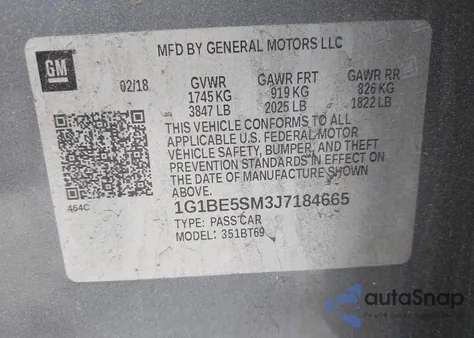 GM
MFD BY GENERAL MOTORS LLC
02/18 GVWR GAWR FRT GAWR RR
1745 KG 919 KG 826 KG
3847 LB 2025 LB 1822 LB
THIS VEHICLE CONFORMS TO ALL
APPLICABLE U.S. FEDERAL MOTOR
VEHICLE SAFETY, BUMPER, AND THEFT
PREVENTION STANDARDS IN EFFECT ON
THE DATE OF MANUFACTURE SHOWN
ABOVE.
454C
1G1BE5SM3J7184665
TYPE: PASS CAR
MODEL: 351BT69
autoSnap